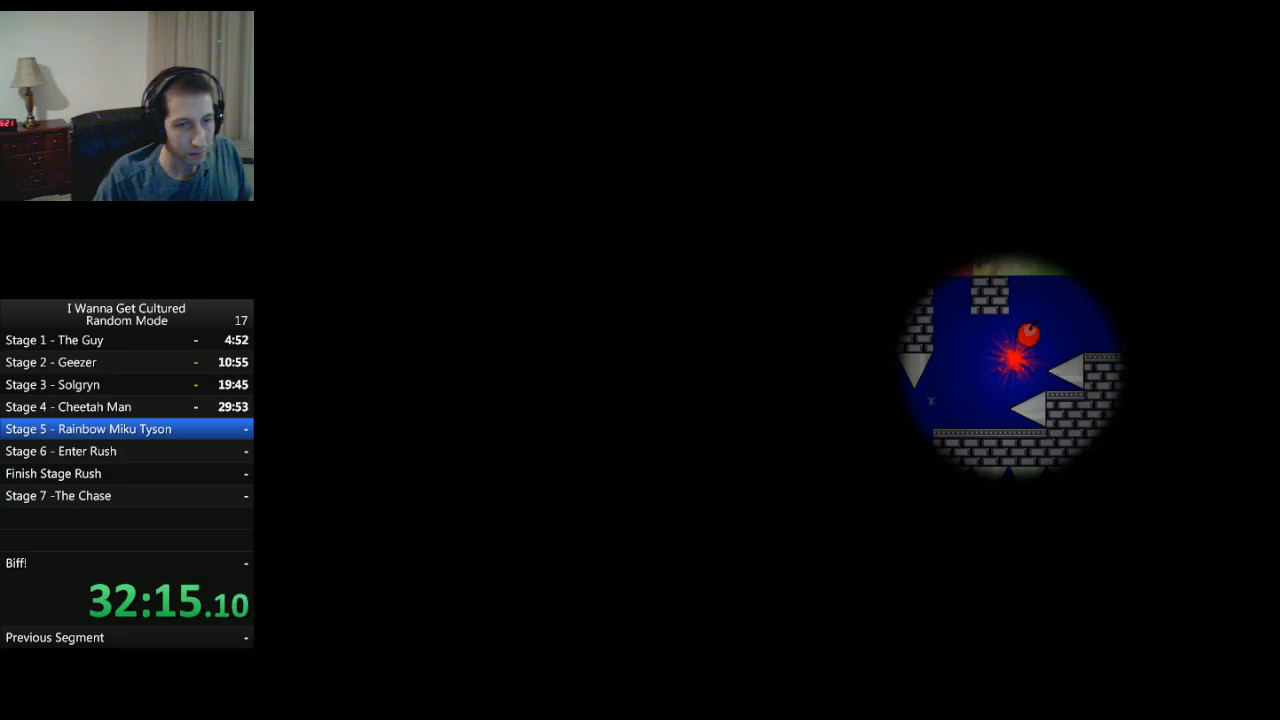 I Wanna Get Cultured
Random Mode 17
Stage 1 - The Guy - 4:52
Stage 2 - Geezer - 10:55
Stage 3 - Solgryn - 19:45
Stage 4 - Cheetah Man - 29:53
Stage 5 - Rainbow Miku Tyson -
Stage 6 - Enter Rush -
Finish Stage Rush -
Stage 7 -The Chase -
Biff! -
32:15.10
Previous Segment -